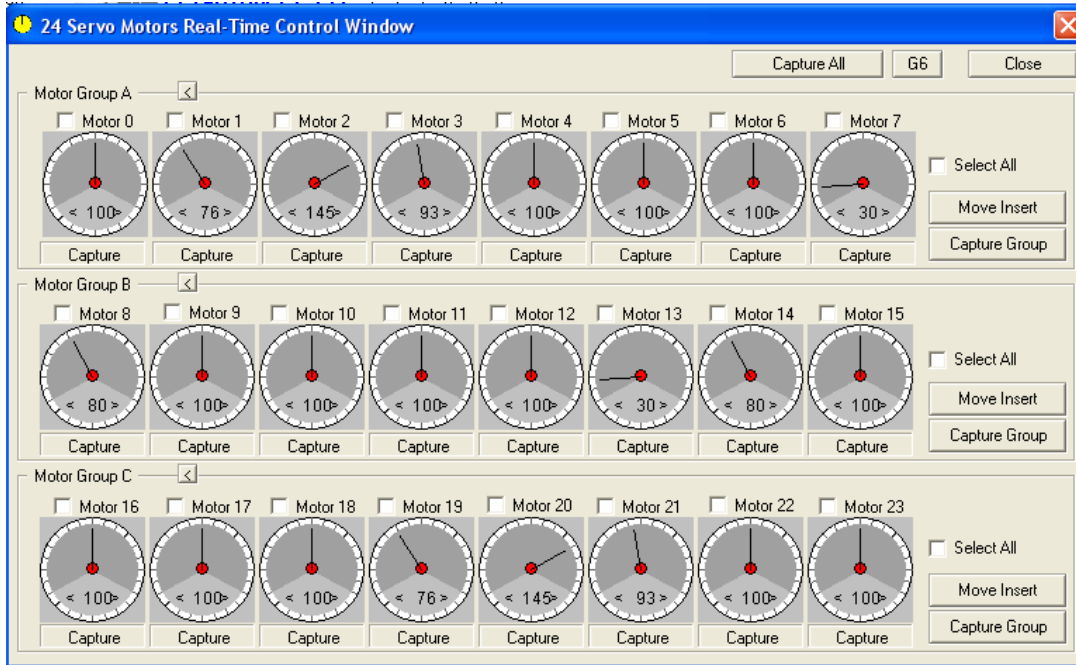 24 Servo Motors Real-Time Control Window
Capture All G6 Close
Motor Group A <
Motor 0 Motor 1 Motor 2 Motor 3 Motor 4 Motor 5 Motor 6 Motor 7
Select All
< 100> < 76 > < 145> < 93 > < 100> < 100> < 100> < 30 >
Move Insert
Capture Capture Capture Capture Capture Capture Capture Capture
Capture Group
Motor Group B <
Motor 8 Motor 9 Motor 10 Motor 11 Motor 12 Motor 13 Motor 14 Motor 15
Select All
< 80 > < 100> < 100> < 100> < 100> < 30 > < 80 > < 100>
Move Insert
Capture Capture Capture Capture Capture Capture Capture Capture
Capture Group
Motor Group C <
Motor 16 Motor 17 Motor 18 Motor 19 Motor 20 Motor 21 Motor 22 Motor 23
Select All
< 100> < 100> < 100> < 76 > < 145> < 93 > < 100> < 100>
Move Insert
Capture Capture Capture Capture Capture Capture Capture Capture
Capture Group